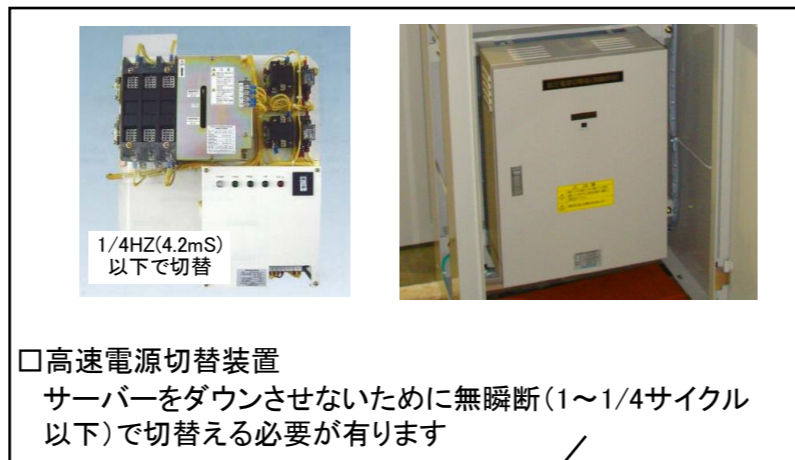 1/4HZ(4.2mS)
以下で切替
□高速電源切替装置
サーバーをダウンさせないために無瞬断(1~1/4サイクル
以下)で切替える必要が有ります